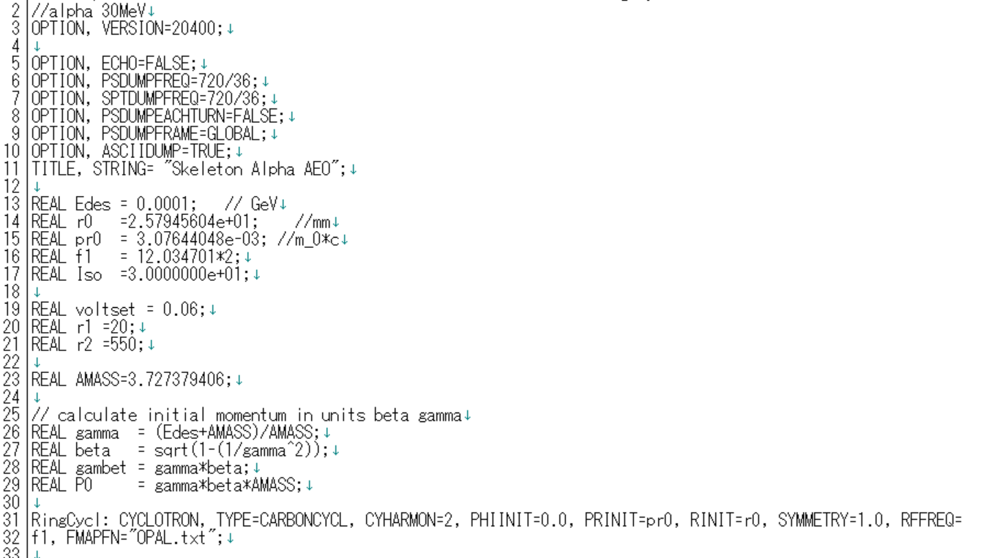 2 //alpha 30MeV↓
3 OPTION, VERSION=20400;↓
4 ↓
5 OPTION, ECHO=FALSE;↓
6 OPTION, PSDUMPFREQ=720/36;↓
7 OPTION, SPTDUMPFREQ=720/36;↓
8 OPTION, PSDUMPEACHTURN=FALSE;↓
9 OPTION, PSDUMPFRAME=GLOBAL;↓
10 OPTION, ASCIIDUMP=TRUE;↓
11 TITLE, STRING= "Skeleton Alpha AEO";↓
12 ↓
13 REAL Edes = 0.0001;   // GeV↓
14 REAL r0   =2.57945604e+01;    //mm↓
15 REAL pr0  = 3.07644048e-03; //m_0*c↓
16 REAL f1   = 12.034701*2;↓
17 REAL Iso  =3.0000000e+01;↓
18 ↓
19 REAL voltset = 0.06;↓
20 REAL r1 =20;↓
21 REAL r2 =550;↓
22 ↓
23 REAL AMASS=3.727379406;↓
24 ↓
25 // calculate initial momentum in units beta gamma↓
26 REAL gamma  = (Edes+AMASS)/AMASS;↓
27 REAL beta   = sqrt(1-(1/gamma^2));↓
28 REAL gambet = gamma*beta;↓
29 REAL P0     = gamma*beta*AMASS;↓
30 ↓
31 RingCycl: CYCLOTRON, TYPE=CARBONCYCL, CYHARMON=2, PHIINIT=0.0, PRINIT=pr0, RINIT=r0, SYMMETRY=1.0, RFFREQ=
32 f1, FMAPFN="OPAL.txt";↓
33 ↓